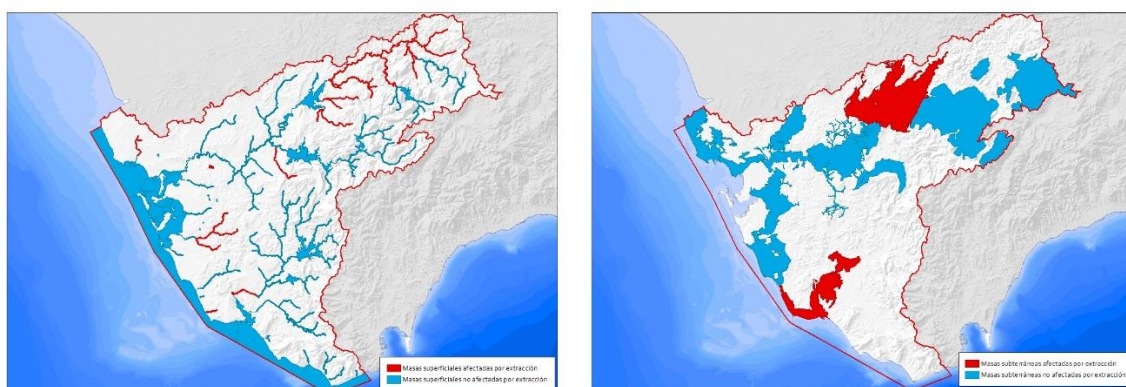 Masas superficiales afectadas por extracción
Masas superficiales no afectadas por extracción
Masas subterráneas afectadas por extracción
Masas subterráneas no afectadas por extracción